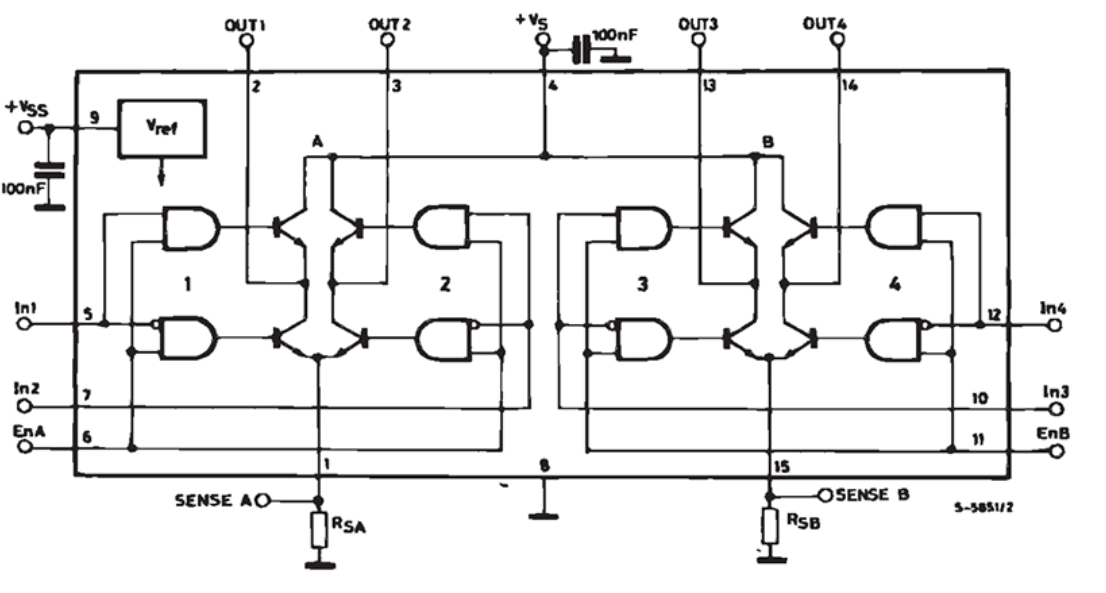 OUT1 OUT2 +VS 100nF OUT3 OUT4
2 3 4 13 14
+VSS 9 Vref
A B
100nF
1 2 3 4
In1 5 12 In4
In2 7 10 In3
EnA 6 11 EnB
1 8 15
SENSE A SENSE B
S-5851/2
RSA RSB